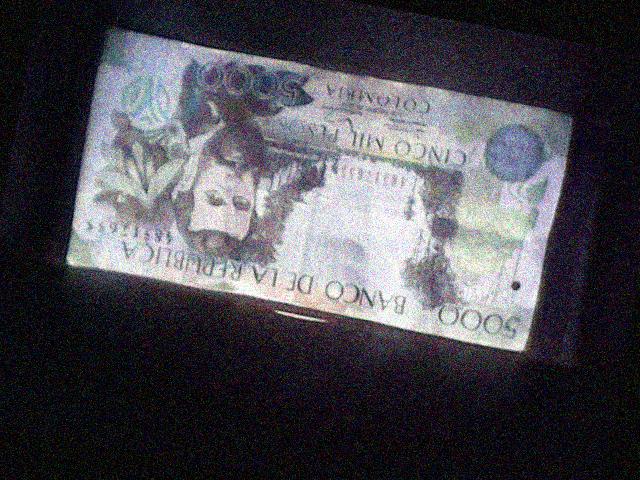 5000
BANCO DE LA REPUBLICA
CINCO MIL PESOS
COLOMBIA
5000